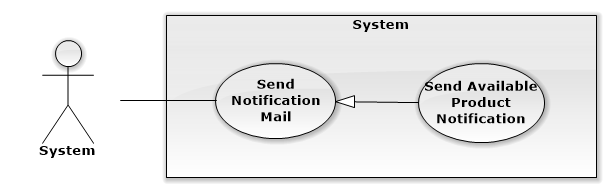 System
Send
Notification
Mail
Send Available
Product
Notification
System